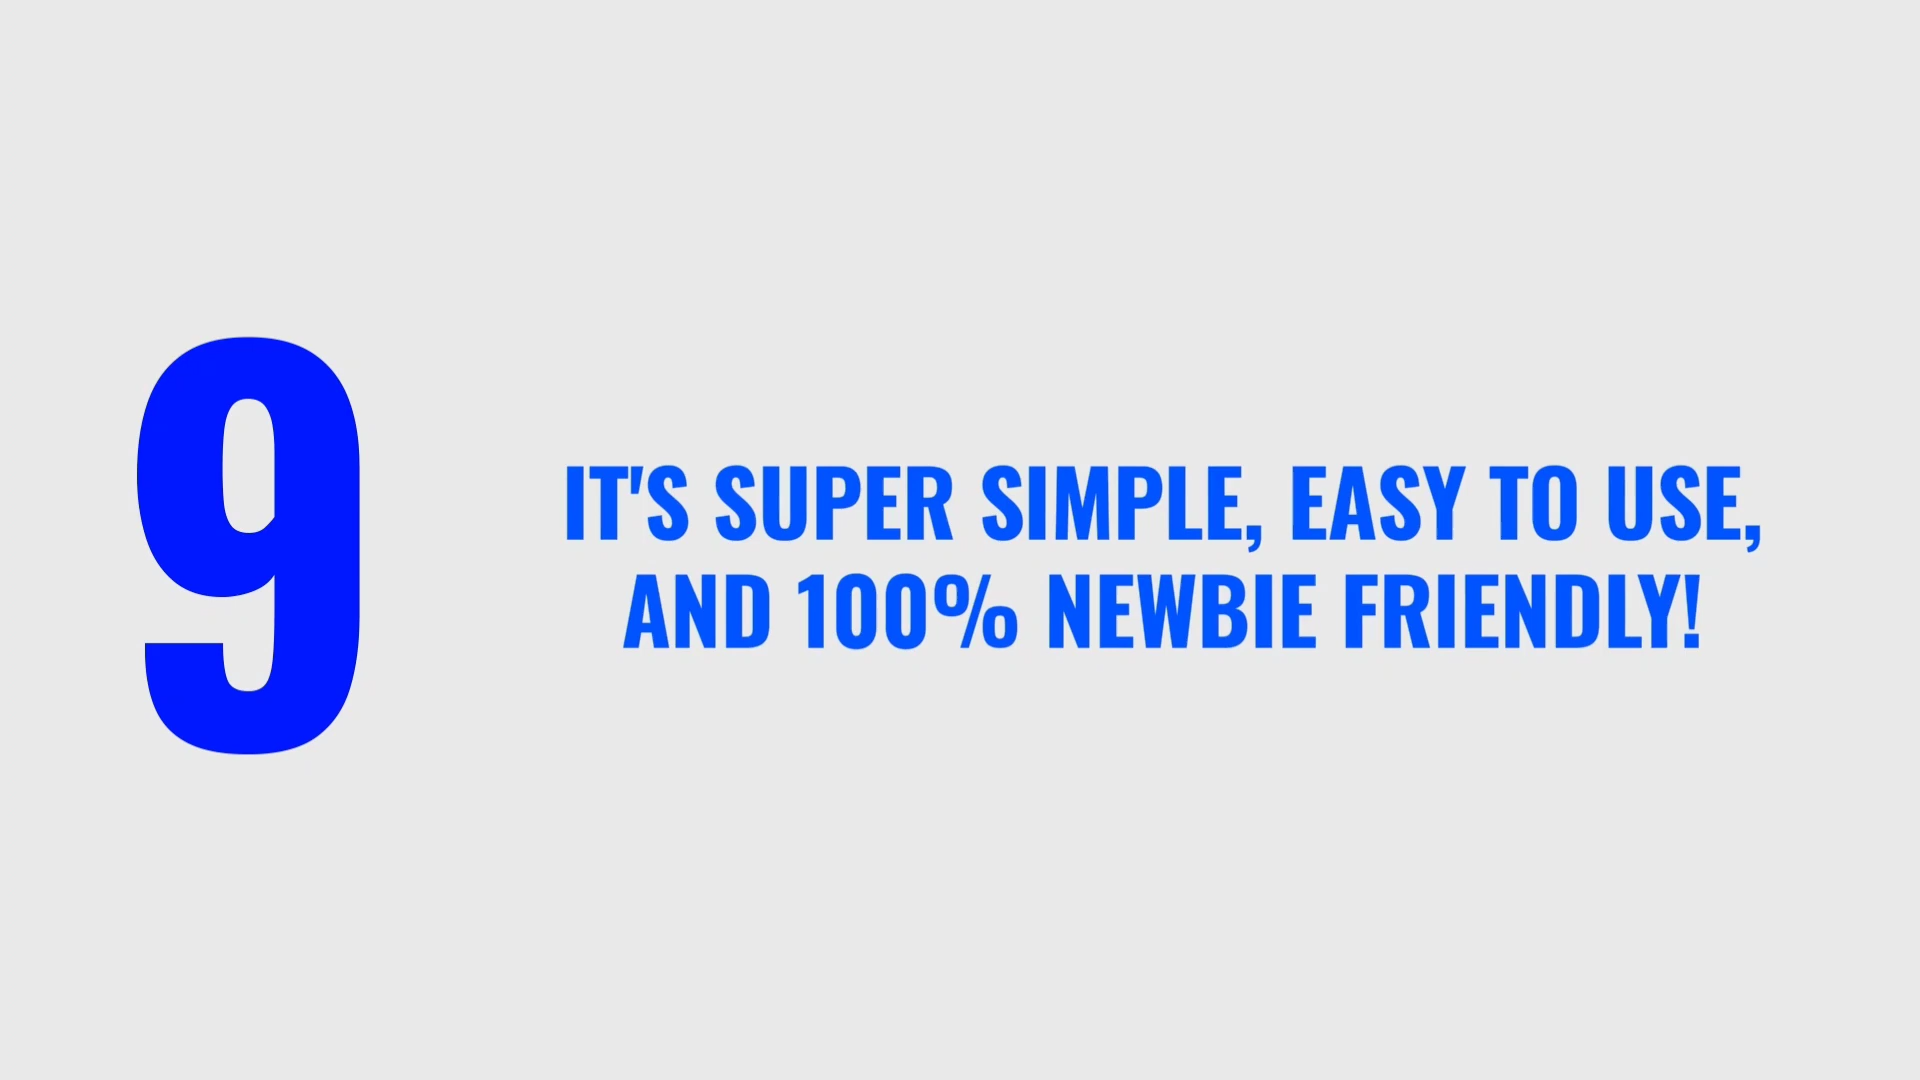 9
IT'S SUPER SIMPLE, EASY TO USE,
AND 100% NEWBIE FRIENDLY!